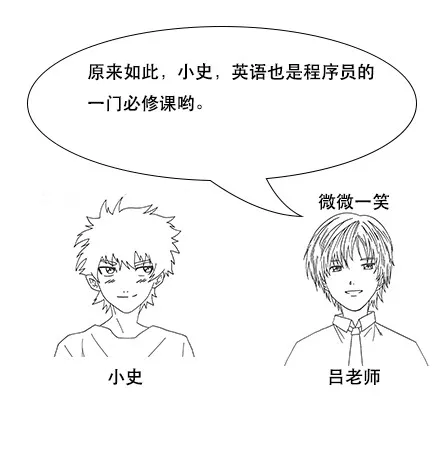 原来如此，小史，英语也是程序员的
一门必修课哟。
微微一笑
小史
吕老师